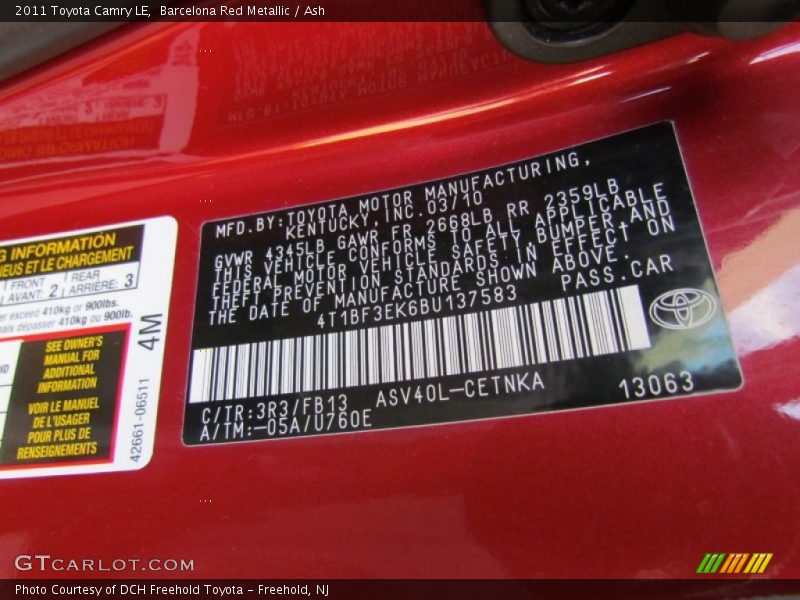 2011 Toyota Camry LE, Barcelona Red Metallic / Ash
MFD.BY:TOYOTA MOTOR MANUFACTURING,
KENTUCKY,INC.03/10
GVWR 4345LB GAWR FR 2668LB RR 2359LB
THIS VEHICLE CONFORMS TO ALL APPLICABLE
FEDERAL MOTOR VEHICLE SAFETY,BUMPER,AND
THEFT PREVENTION STANDARDS IN EFFECT ON
THE DATE OF MANUFACTURE SHOWN ABOVE.
4T1BF3EK6BU137583 PASS.CAR
C/TR:3R3/FB13 ASV40L-CETNKA 13063
A/TM:-05A/U760E
G INFORMATION
NEUS ET LE CHARGEMENT
FRONT
AVANT: 2
REAR
ARRIÈRE: 3
er exceed 410kg or 900lbs.
mais dépasser 410kg ou 900lb.
SEE OWNER'S
MANUAL FOR
ADDITIONAL
INFORMATION
VOIR LE MANUEL
DE L'USAGER
POUR PLUS DE
RENSEIGNEMENTS
4M
42661-06511
GTCARLOT.COM
Photo Courtesy of DCH Freehold Toyota - Freehold, NJ